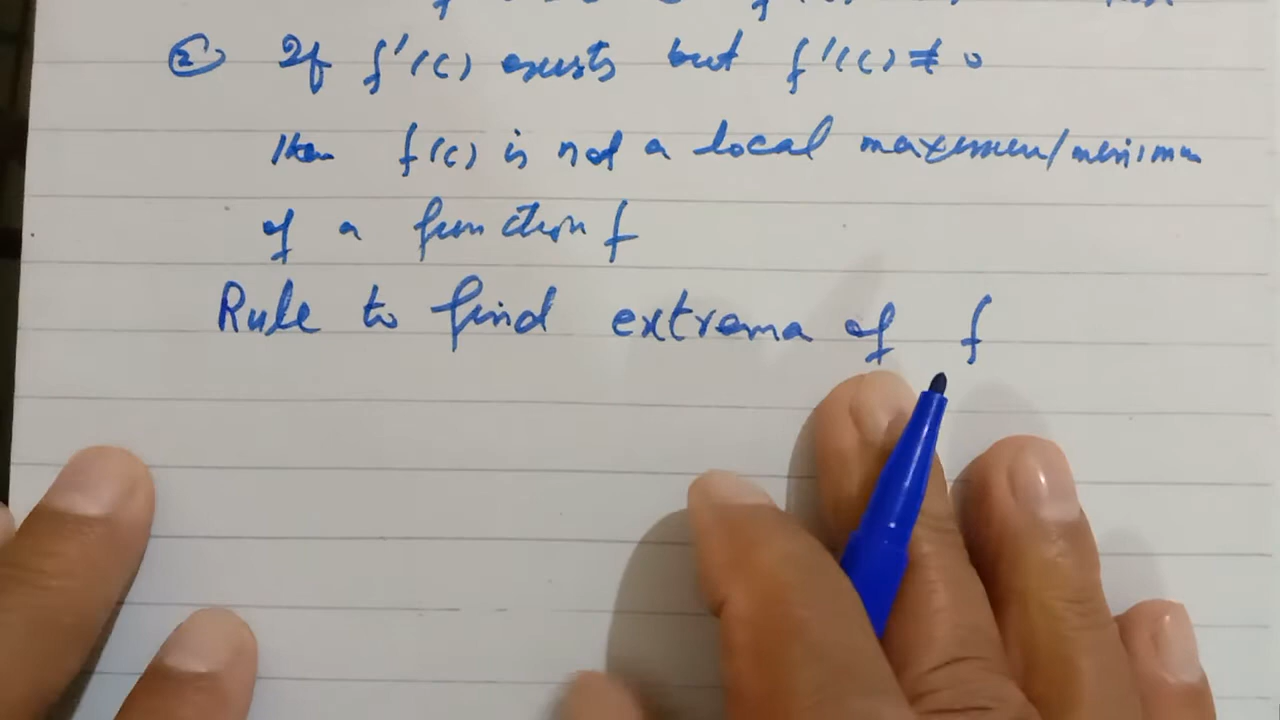 ② If f'(c) exists but f'(c) ≠ 0
then f(c) is not a local maximum/minimum
of a function f
Rule to find extrema of f